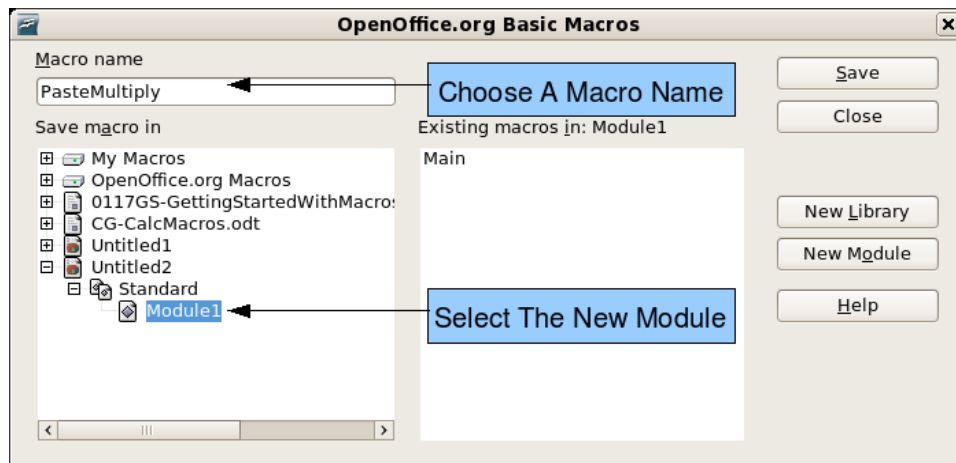 OpenOffice.org Basic Macros
Macro name
PasteMultiply
Choose A Macro Name
Save
Close
Save macro in
Existing macros in: Module1
My Macros
OpenOffice.org Macros
0117GS-GettingStartedWithMacro
CG-CalcMacros.odt
Untitled1
Untitled2
Standard
Module1
Main
Select The New Module
New Library
New Module
Help